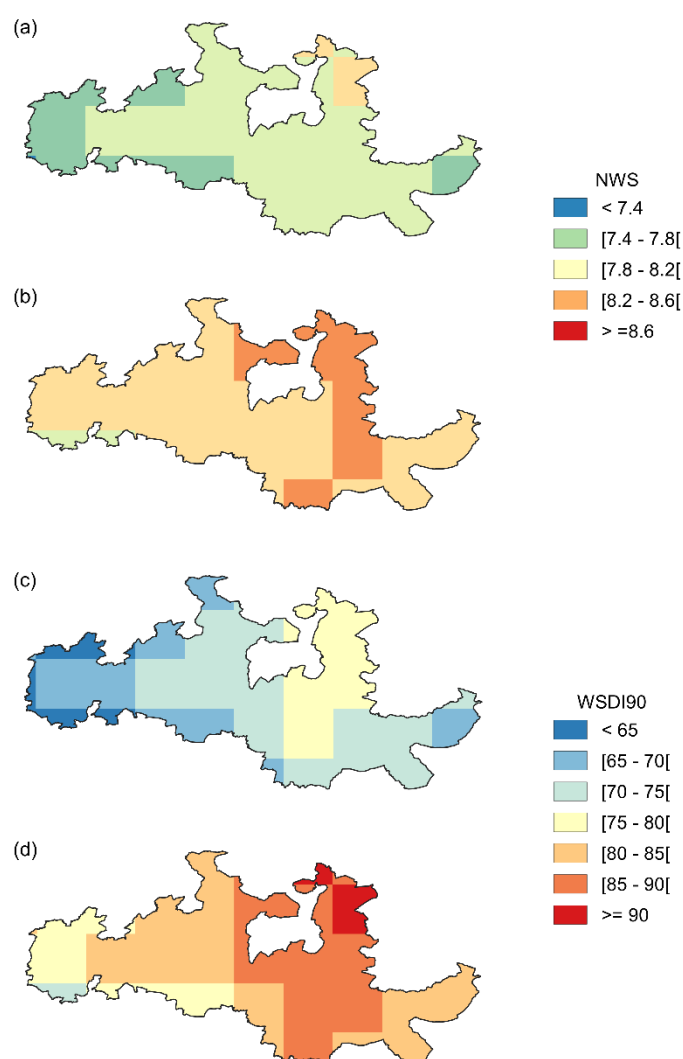 (a)
NWS
< 7.4
[7.4 - 7.8[
[7.8 - 8.2[
[8.2 - 8.6[
> =8.6
(b)
(c)
WSDI90
< 65
[65 - 70[
[70 - 75[
[75 - 80[
[80 - 85[
[85 - 90[
>= 90
(d)